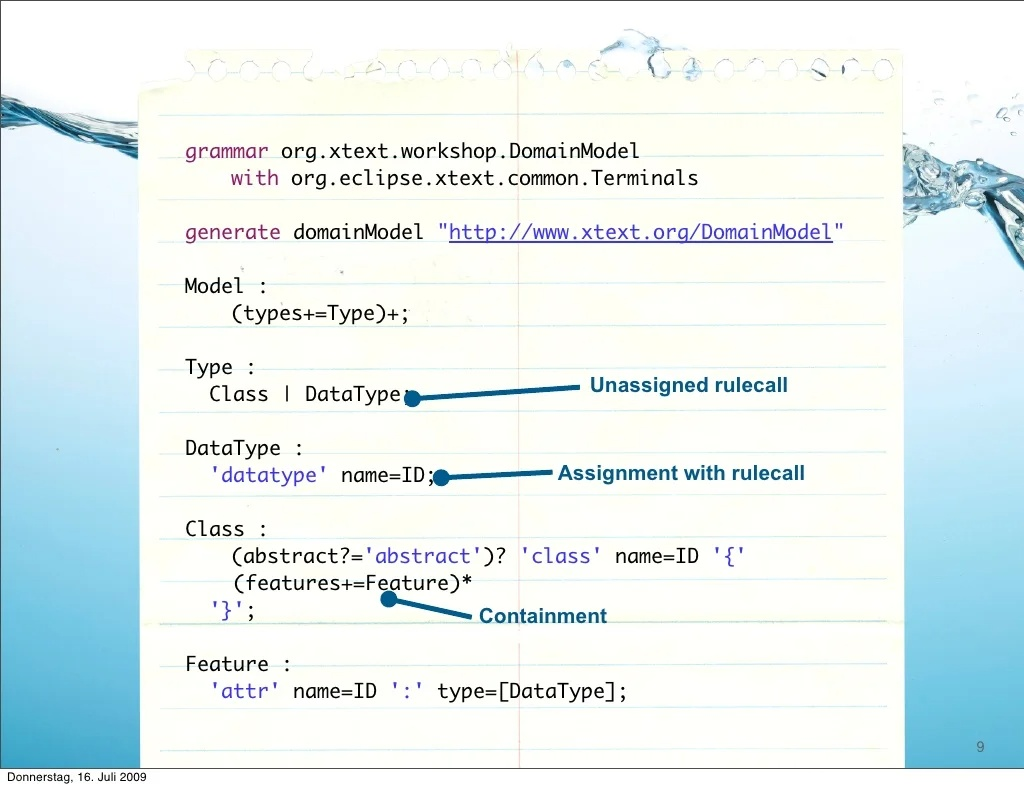 grammar org.xtext.workshop.DomainModel
with org.eclipse.xtext.common.Terminals
generate domainModel "http://www.xtext.org/DomainModel"
Model :
(types+=Type)+;
Type :
Class | DataType;
Unassigned rulecall
DataType :
'datatype' name=ID;
Assignment with rulecall
Class :
(abstract?='abstract')? 'class' name=ID '{'
(features+=Feature)*
'}';
Containment
Feature :
'attr' name=ID ':' type=[DataType];
9
Donnerstag, 16. Juli 2009